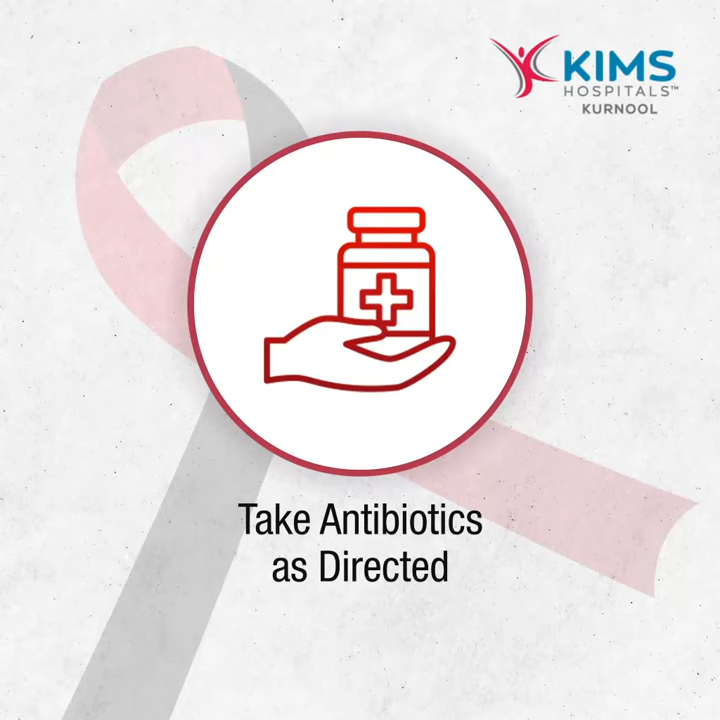 KIMS
HOSPITALS™
KURNOOL
Take Antibiotics
as Directed